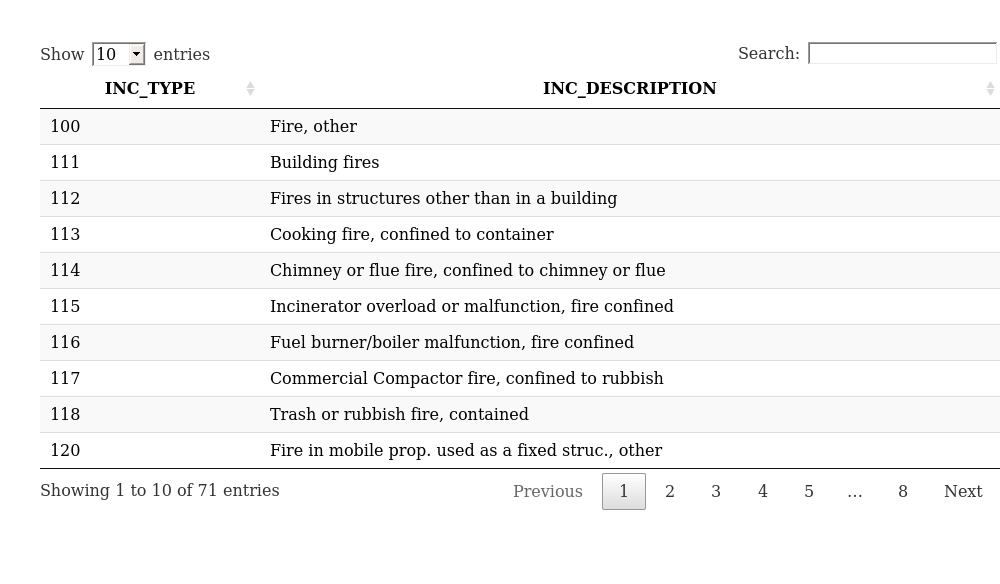 Show 10 entries Search:
INC_TYPE INC_DESCRIPTION
100 Fire, other
111 Building fires
112 Fires in structures other than in a building
113 Cooking fire, confined to container
114 Chimney or flue fire, confined to chimney or flue
115 Incinerator overload or malfunction, fire confined
116 Fuel burner/boiler malfunction, fire confined
117 Commercial Compactor fire, confined to rubbish
118 Trash or rubbish fire, contained
120 Fire in mobile prop. used as a fixed struc., other
Showing 1 to 10 of 71 entries Previous 1 2 3 4 5 … 8 Next